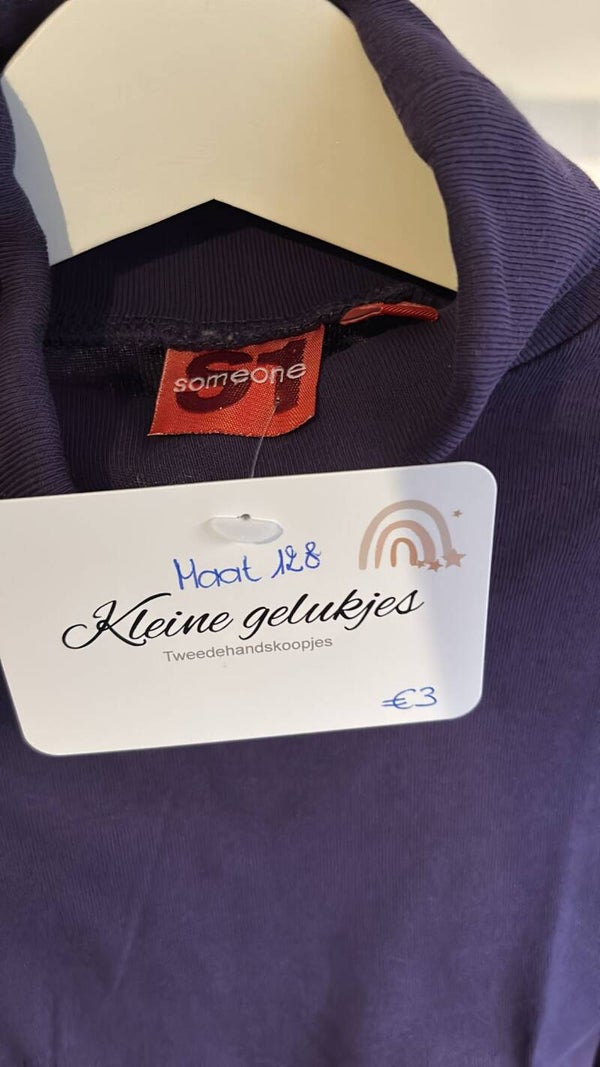 S1
someone
Maat 128
Kleine gelukjes
Tweedehandskoopjes
€3